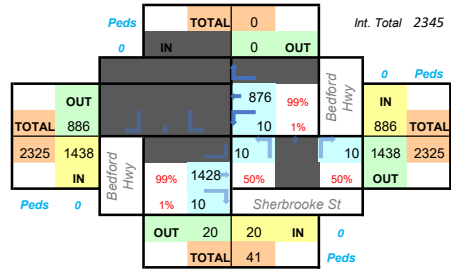 Peds TOTAL 0 Int. Total 2345
0 IN 0 OUT
0 Peds
OUT 876 99% Bedford Hwy IN
TOTAL 886 10 1% 886 TOTAL
2325 1438 Bedford Hwy 10 10 1438 2325
IN 99% 1428 50% 50% OUT
Peds 0 1% 10 Sherbrooke St
OUT 20 20 IN 0
TOTAL 41 Peds